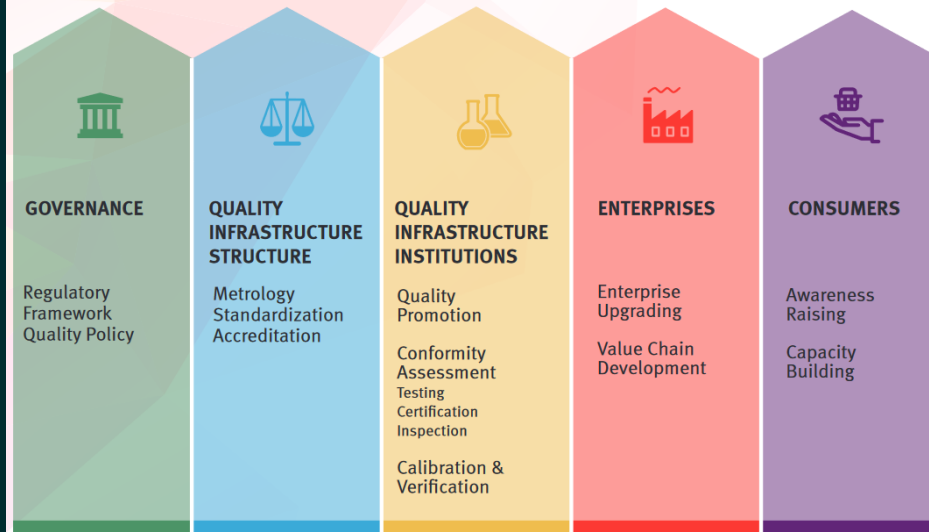 GOVERNANCE
Regulatory
Framework
Quality Policy
QUALITY
INFRASTRUCTURE
STRUCTURE
Metrology
Standardization
Accreditation
QUALITY
INFRASTRUCTURE
INSTITUTIONS
Quality
Promotion
Conformity
Assessment
Testing
Certification
Inspection
Calibration &
Verification
ENTERPRISES
Enterprise
Upgrading
Value Chain
Development
CONSUMERS
Awareness
Raising
Capacity
Building